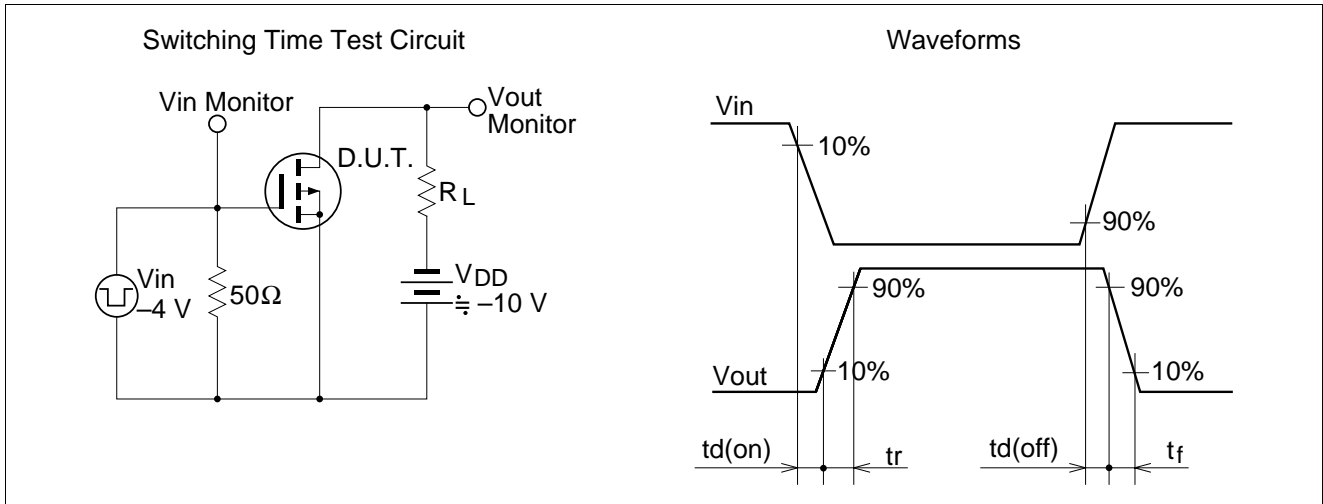 Switching Time Test Circuit
Vin Monitor
Vout
Monitor
D.U.T.
RL
Vin
–4 V
50Ω
VDD
≒ –10 V
Waveforms
Vin
10%
90%
90%
90%
Vout
10%
10%
td(on)
tr
td(off)
tf